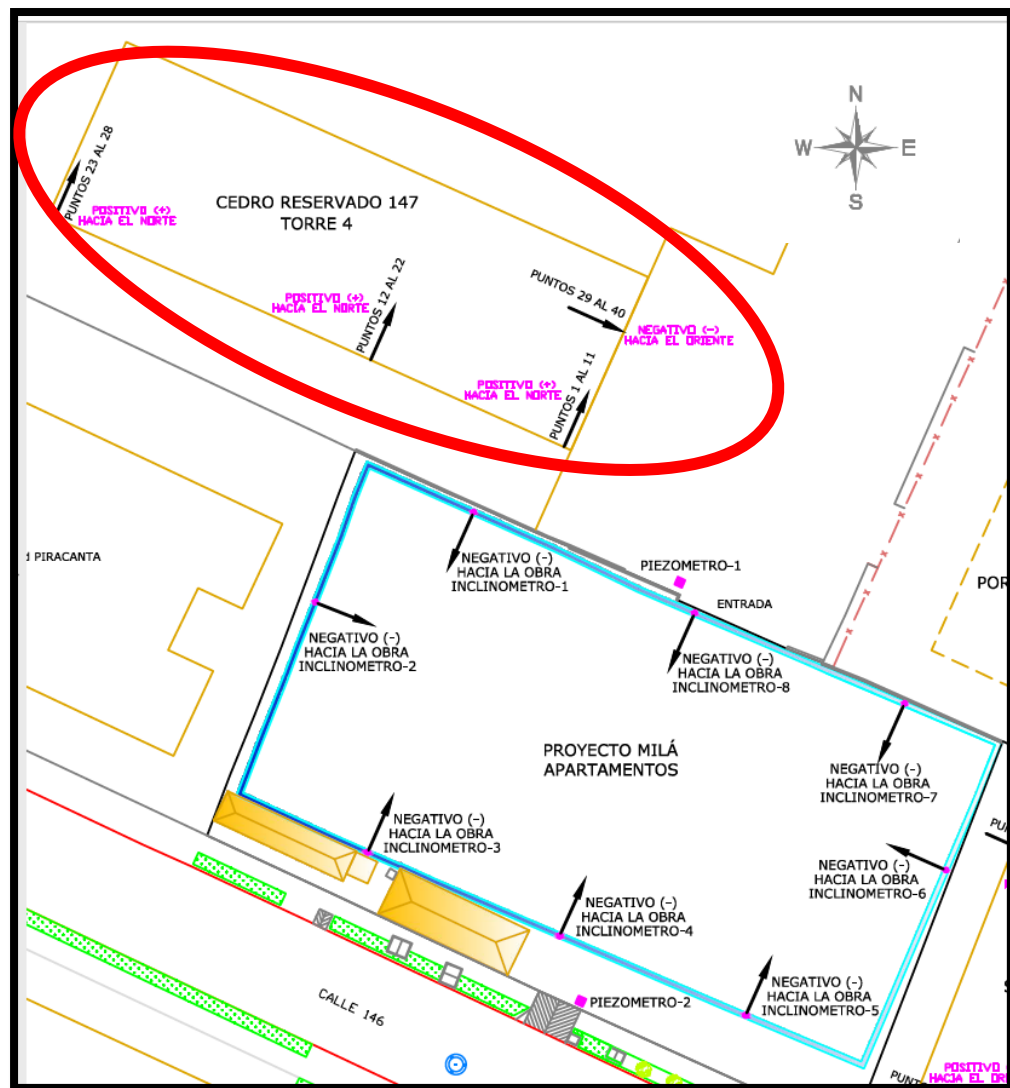 N
W
E
S
PUNTOS 23 AL 28
POSITIVO (+)
HACIA EL NORTE
CEDRO RESERVADO 147
TORRE 4
POSITIVO (+)
HACIA EL NORTE
PUNTOS 12 AL 22
PUNTOS 29 AL 40
NEGATIVO (-)
HACIA EL ORIENTE
POSITIVO (+)
HACIA EL NORTE
PUNTOS 1 AL 11
PIRACANTA
NEGATIVO (-)
HACIA LA OBRA
INCLINOMETRO-1
PIEZOMETRO-1
ENTRADA
POR
NEGATIVO (-)
HACIA LA OBRA
INCLINOMETRO-2
NEGATIVO (-)
HACIA LA OBRA
INCLINOMETRO-8
PROYECTO MILÁ
APARTAMENTOS
NEGATIVO (-)
HACIA LA OBRA
INCLINOMETRO-7
NEGATIVO (-)
HACIA LA OBRA
INCLINOMETRO-3
NEGATIVO (-)
HACIA LA OBRA
INCLINOMETRO-6
NEGATIVO (-)
HACIA LA OBRA
INCLINOMETRO-4
NEGATIVO (-)
HACIA LA OBRA
INCLINOMETRO-5
CALLE 146
PIEZOMETRO-2
POSITIVO
HACIA EL
PUNT